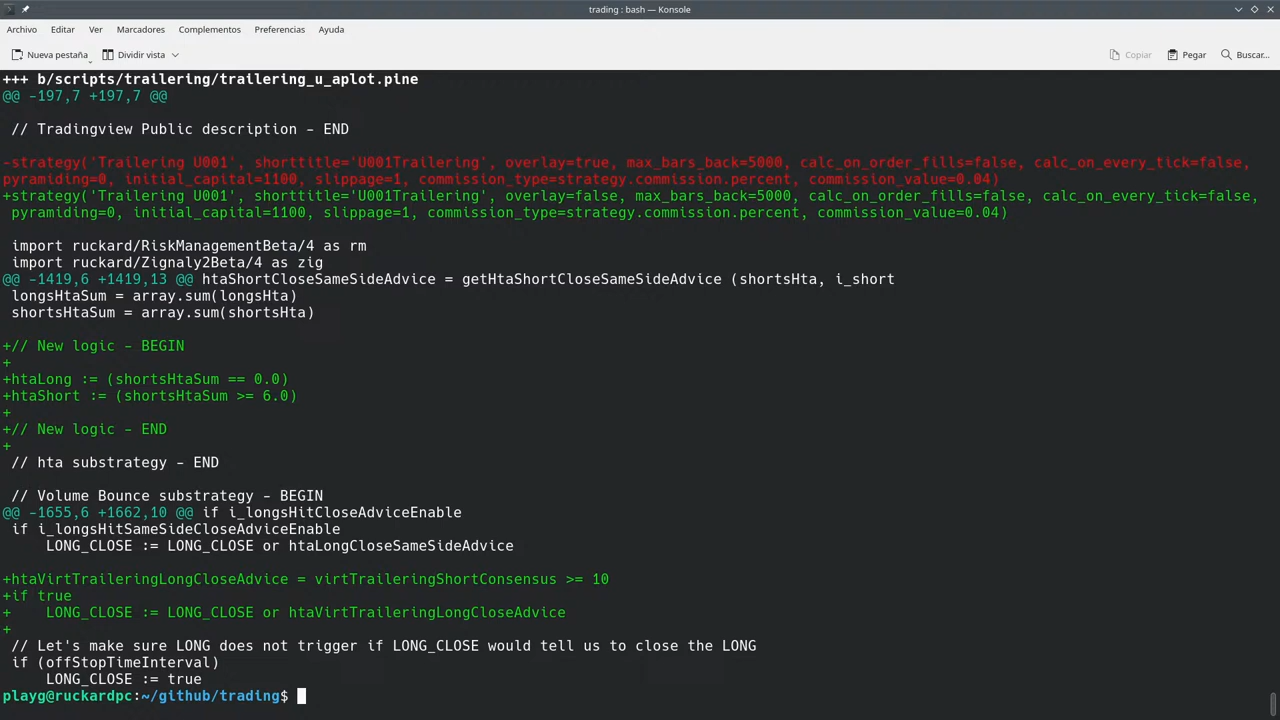 trading : bash — Konsole
Archivo Editar Ver Marcadores Complementos Preferencias Ayuda
Nueva pestaña Dividir vista Copiar Pegar Buscar...
+++ b/scripts/trailering/trailering_u_aplot.pine
@@ -197,7 +197,7 @@
// Tradingview Public description - END
-strategy('Trailering U001', shorttitle='U001Trailering', overlay=true, max_bars_back=5000, calc_on_order_fills=false, calc_on_every_tick=false,
pyramiding=0, initial_capital=1100, slippage=1, commission_type=strategy.commission.percent, commission_value=0.04)
+strategy('Trailering U001', shorttitle='U001Trailering', overlay=false, max_bars_back=5000, calc_on_order_fills=false, calc_on_every_tick=false,
pyramiding=0, initial_capital=1100, slippage=1, commission_type=strategy.commission.percent, commission_value=0.04)
import ruckard/RiskManagementBeta/4 as rm
import ruckard/Zignaly2Beta/4 as zig
@@ -1419,6 +1419,13 @@ htaShortCloseSameSideAdvice = getHtaShortCloseSameSideAdvice (shortsHta, i_short
longsHtaSum = array.sum(longsHta)
shortsHtaSum = array.sum(shortsHta)
+// New logic - BEGIN
+
+htaLong := (shortsHtaSum == 0.0)
+htaShort := (shortsHtaSum >= 6.0)
+
+// New logic - END
+
// hta substrategy - END
// Volume Bounce substrategy - BEGIN
@@ -1655,6 +1662,10 @@ if i_longsHitCloseAdviceEnable
if i_longsHitSameSideCloseAdviceEnable
LONG_CLOSE := LONG_CLOSE or htaLongCloseSameSideAdvice
+htaVirtTraileringLongCloseAdvice = virtTraileringShortConsensus >= 10
+if true
+    LONG_CLOSE := LONG_CLOSE or htaVirtTraileringLongCloseAdvice
+
// Let's make sure LONG does not trigger if LONG_CLOSE would tell us to close the LONG
if (offStopTimeInterval)
LONG_CLOSE := true
playg@ruckardpc:~/github/trading$